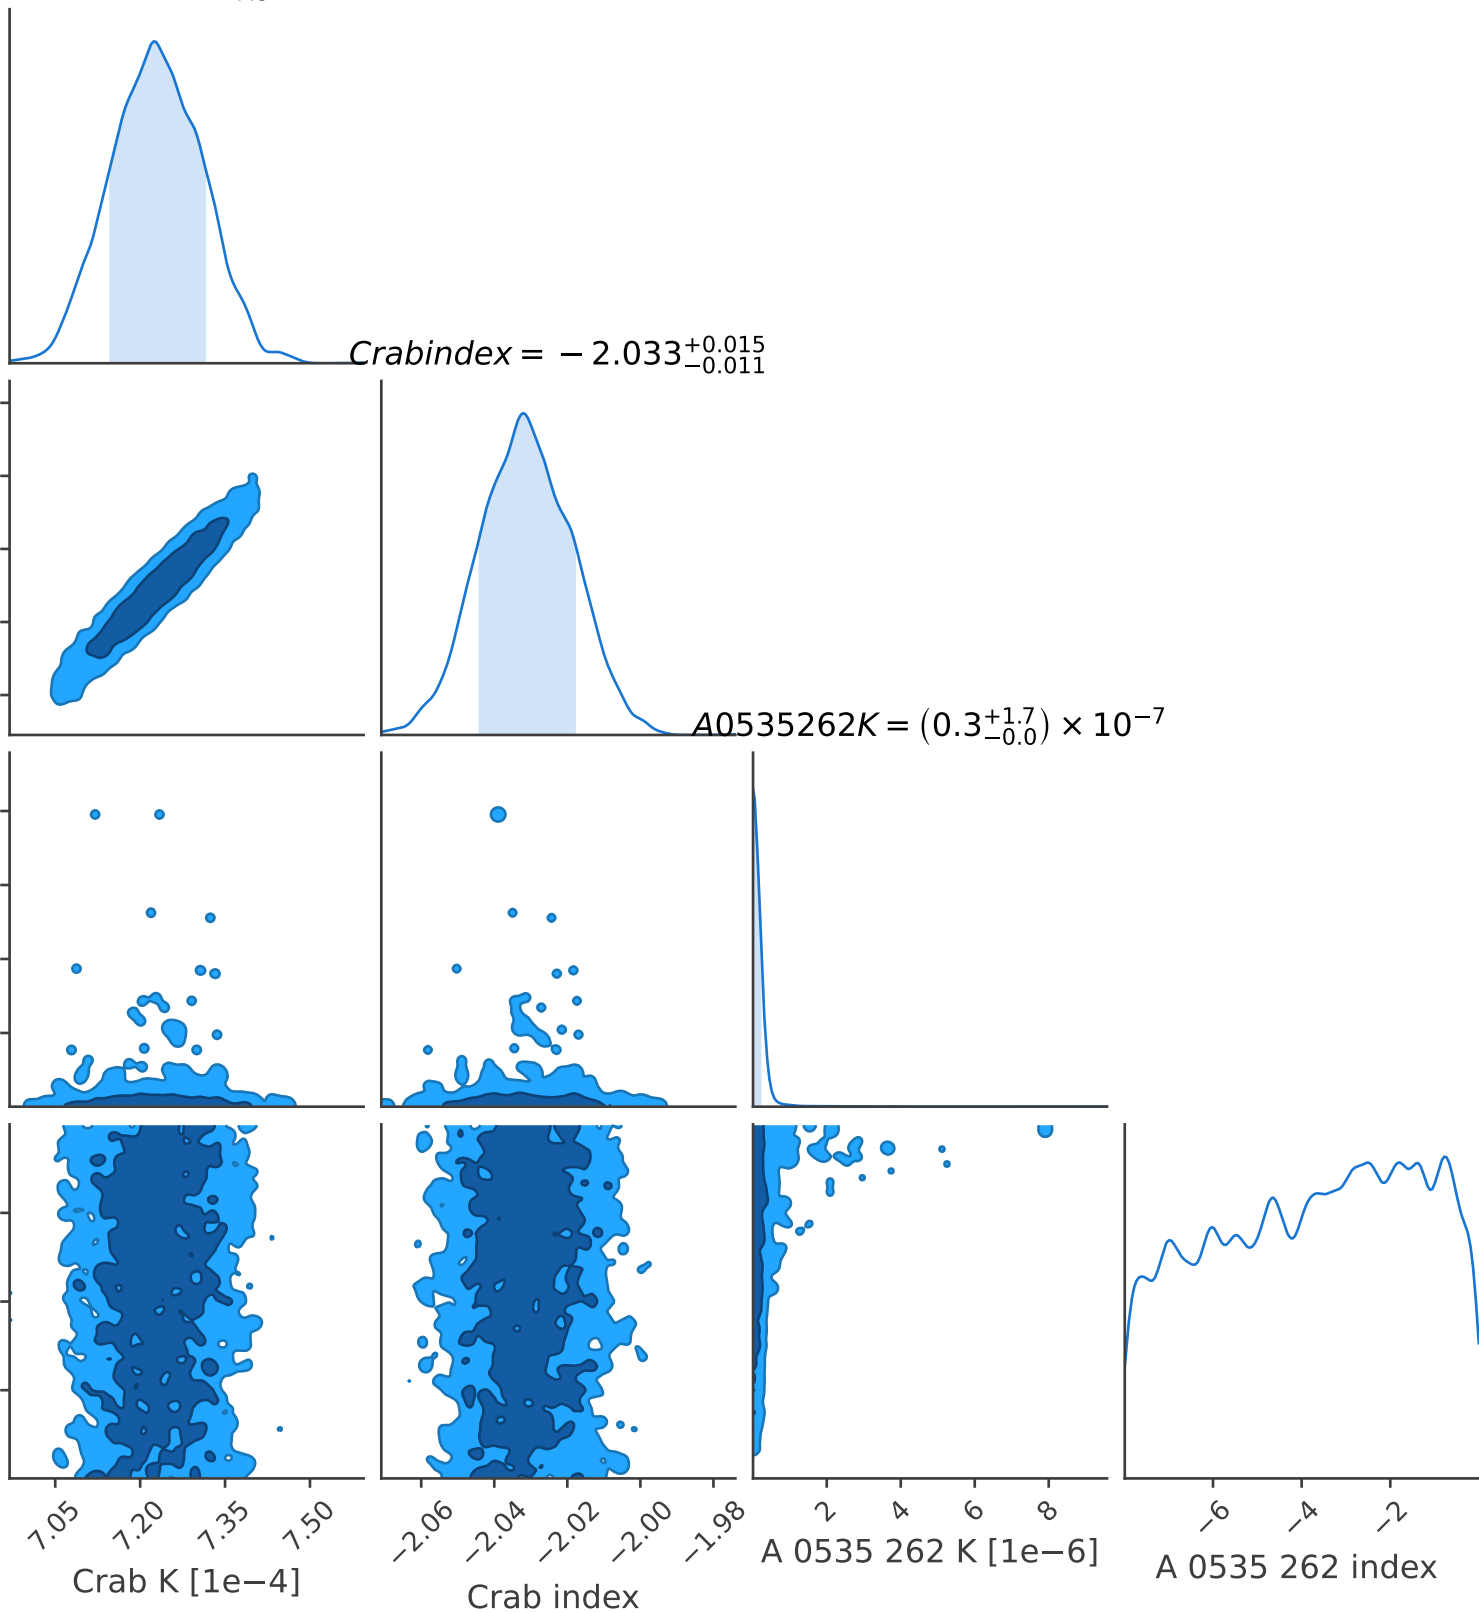 Crabindex = −2.033 +0.015 −0.011
A0535262K = (0.3 +1.7 −0.0) × 10−7
7.05 7.20 7.35 7.50
−2.06 −2.04 −2.02 −2.00 −1.98
2 4 6 8
−6 −4 −2
Crab K [1e−4]
Crab index
A 0535 262 K [1e−6]
A 0535 262 index